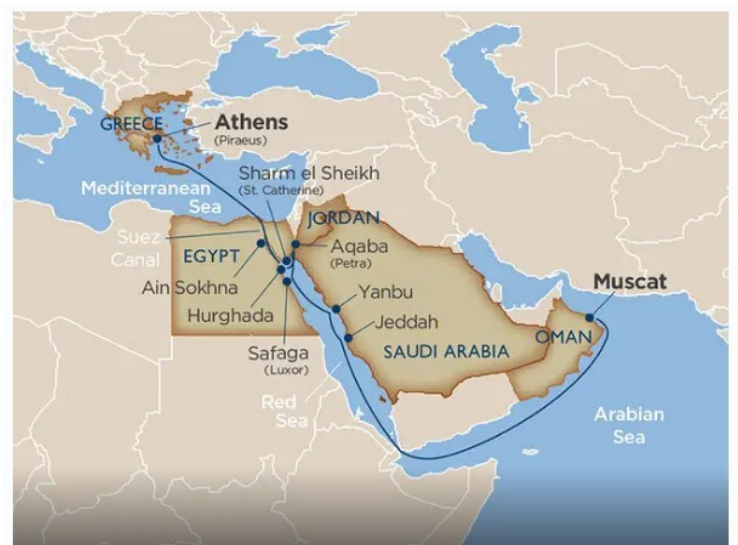 GREECE
Athens
(Piraeus)
Mediterranean
Sea
Sharm el Sheikh
(St. Catherine)
JORDAN
Suez
Canal
EGYPT
Aqaba
(Petra)
Ain Sokhna
Hurghada
Yanbu
Muscat
Jeddah
Safaga
(Luxor)
SAUDI ARABIA
OMAN
Red
Sea
Arabian
Sea